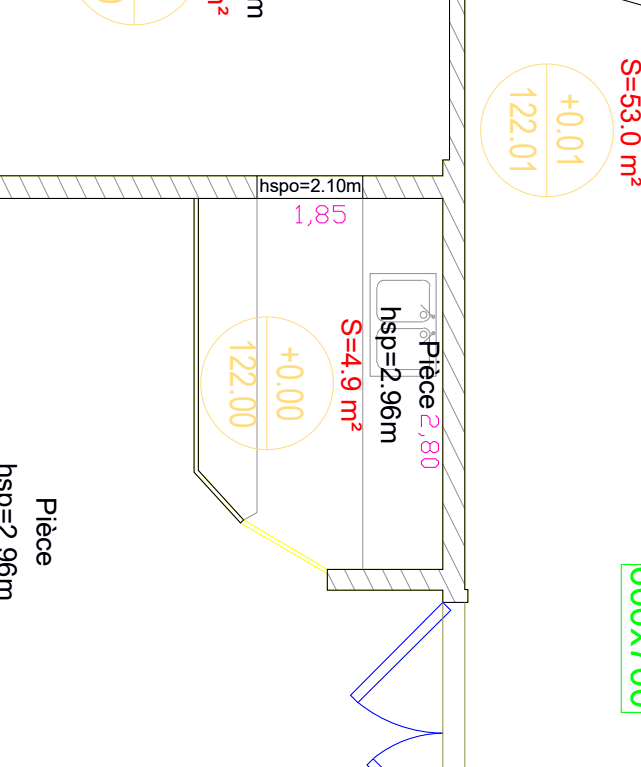 m²
m
S=53.0 m²
+0.01
122.01
hspo=2.10m
1,85
Pièce
hsp=2.96m
2,80
S=4.9 m²
+0.00
122.00
Pièce
hsp=2.96m